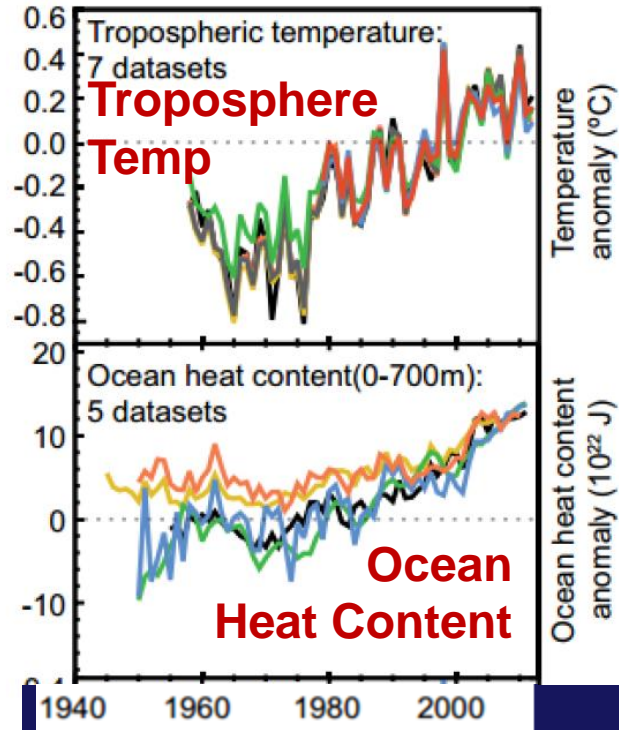 0.6
Tropospheric temperature:
0.4
7 datasets
0.2
Troposphere
0.0
Temp
-0.2
-0.4
-0.6
-0.8
Temperature
anomaly (ºC)
20
Ocean heat content(0-700m):
5 datasets
10
0
-10
Ocean
Heat Content
Ocean heat content
anomaly (10²² J)
1940 1960 1980 2000